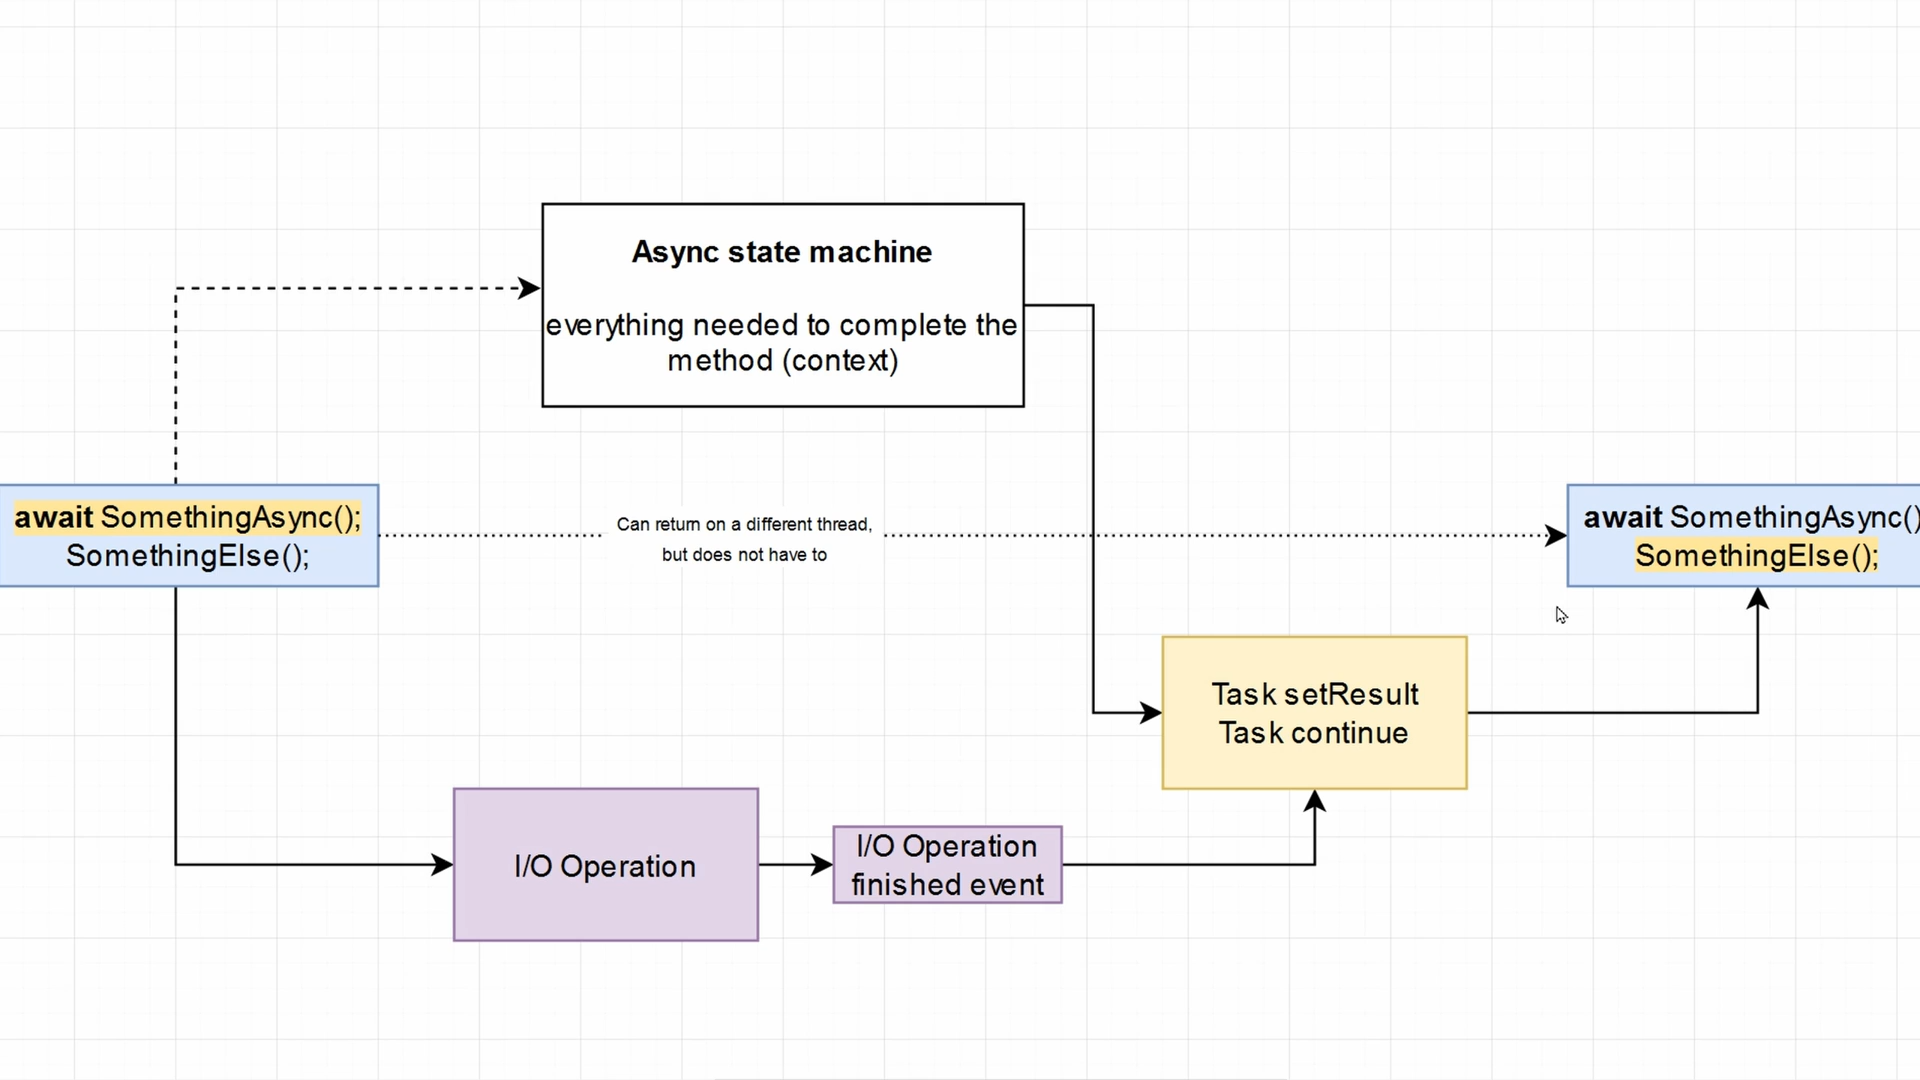 Async state machine
everything needed to complete the
method (context)
await SomethingAsync();
SomethingElse();
Can return on a different thread,
but does not have to
await SomethingAsync()
SomethingElse();
Task setResult
Task continue
I/O Operation
I/O Operation
finished event